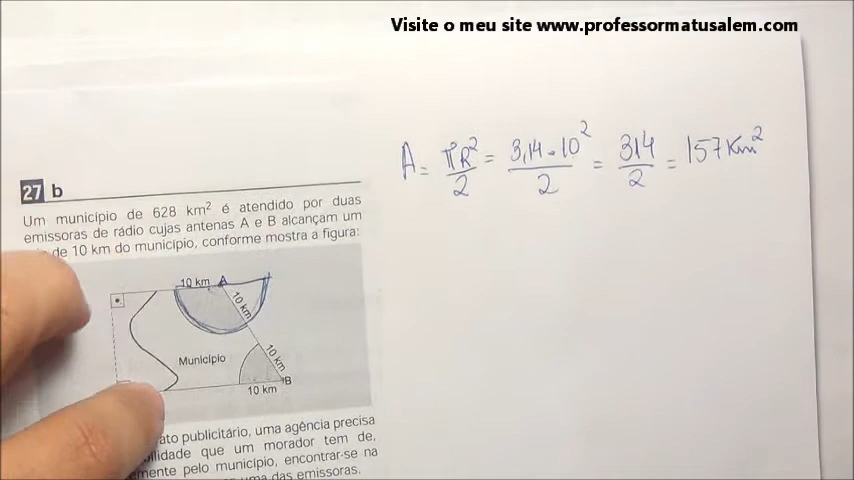 Visite o meu site www.professormatusalem.com
A = πR²/2 = 3,14 . 10²/2 = 314/2 = 157 Km²
27 b
Um município de 628 km² é atendido por duas
emissoras de rádio cujas antenas A e B alcançam um
de 10 km do município, conforme mostra a figura:
10 km A
10 km
10 km
Município
B
10 km
ato publicitário, uma agência precisa
que um morador tem de,
pelo município, encontrar-se na
uma das emissoras.